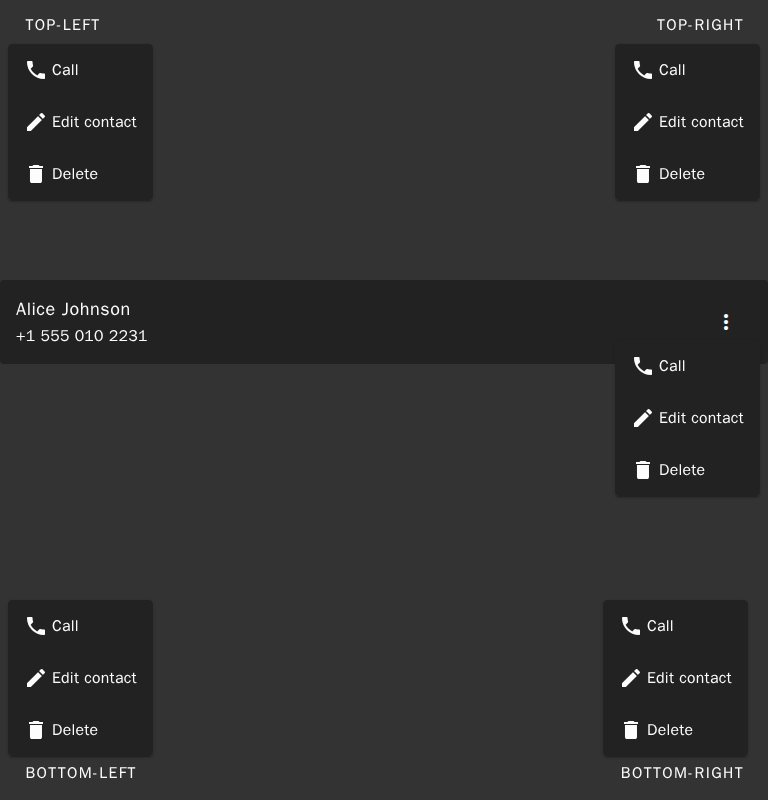 TOP-LEFT
Call
Edit contact
Delete
TOP-RIGHT
Call
Edit contact
Delete
Alice Johnson
+1 555 010 2231
Call
Edit contact
Delete
Call
Edit contact
Delete
BOTTOM-LEFT
Call
Edit contact
Delete
BOTTOM-RIGHT